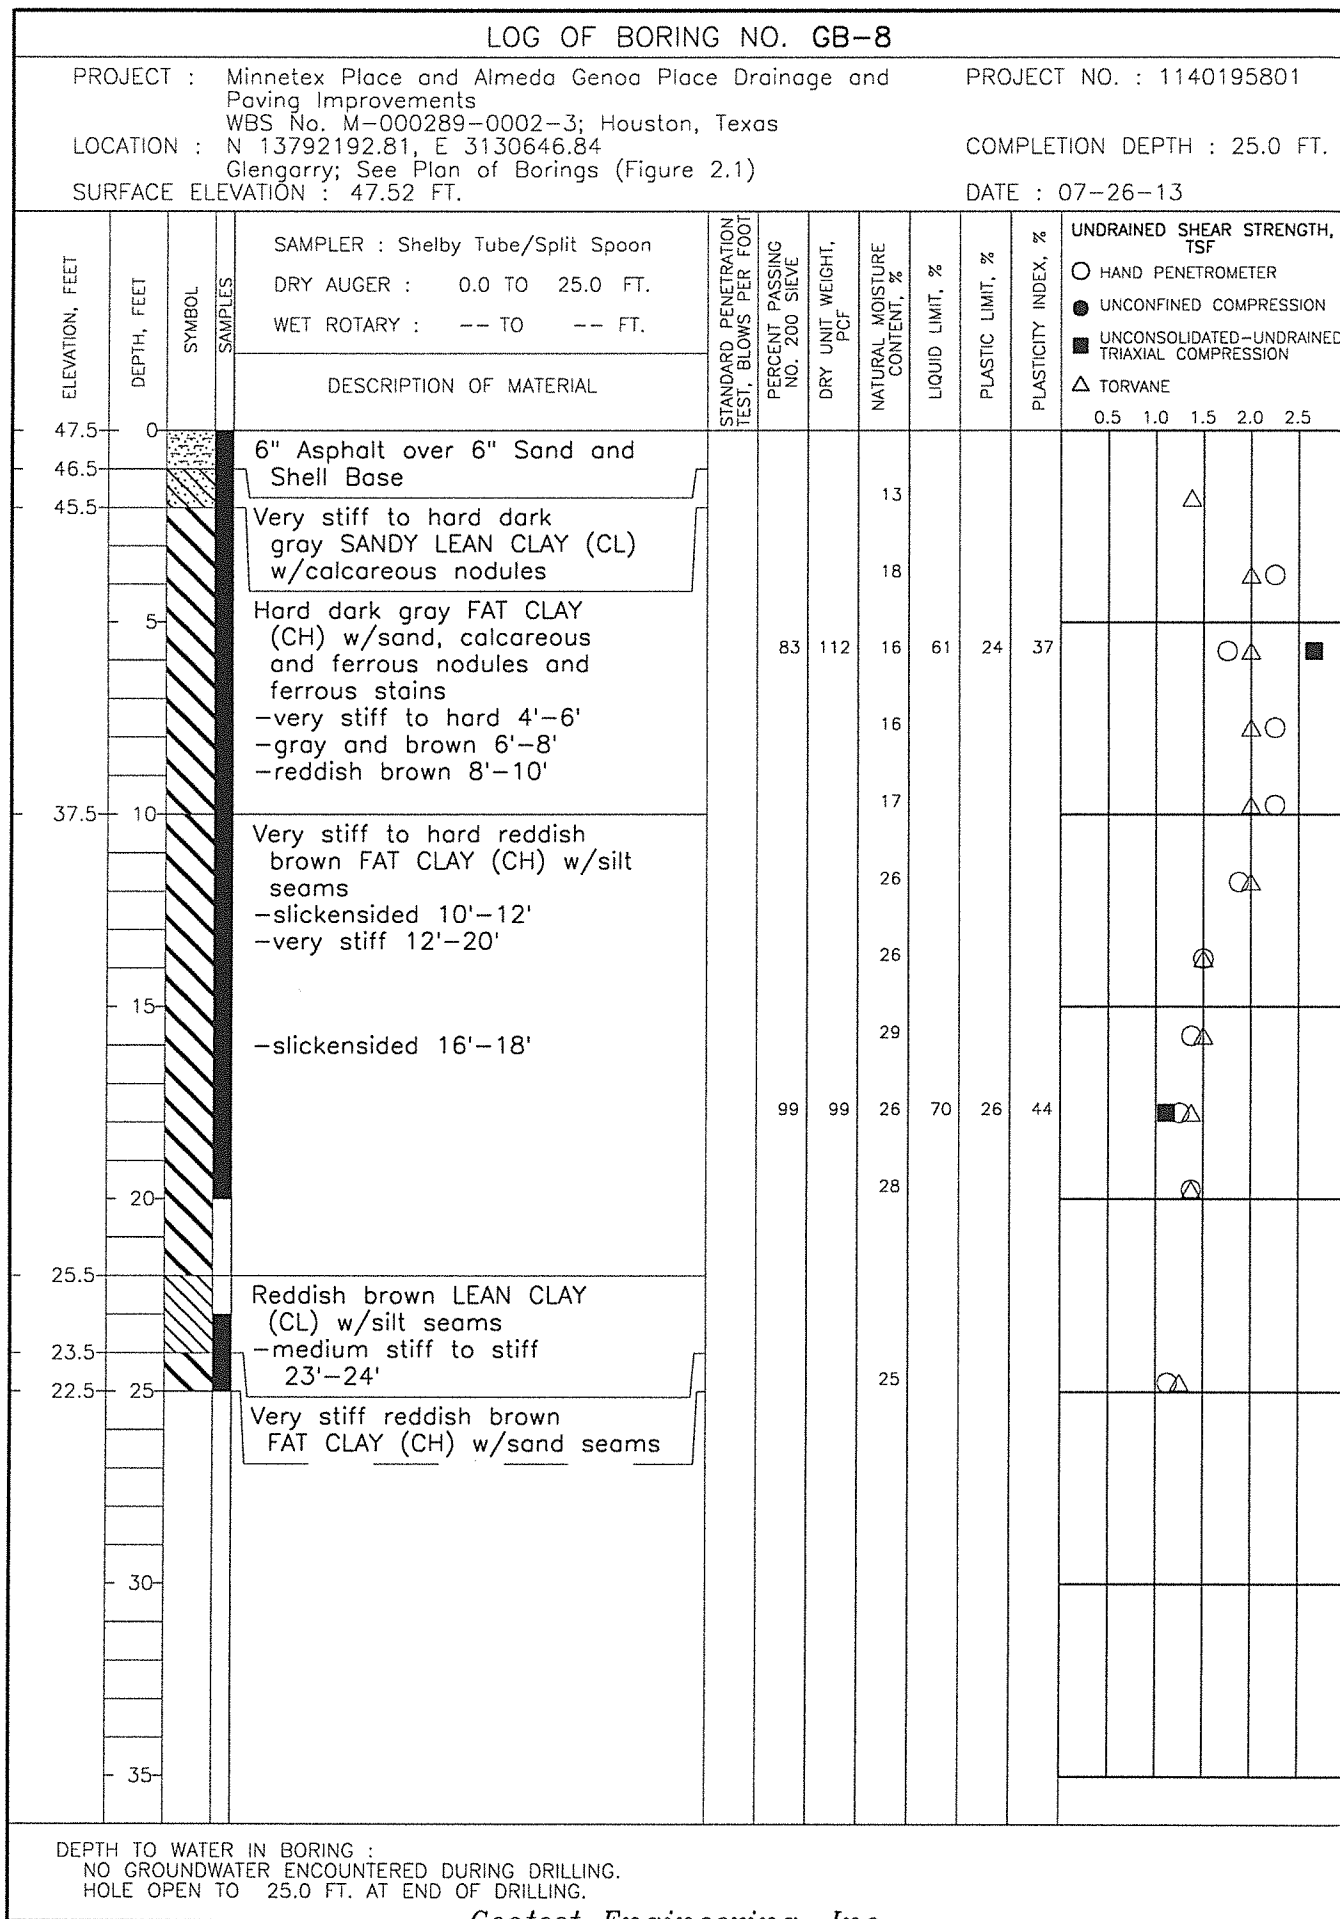 LOG OF BORING NO. GB-8
PROJECT : Minnetex Place and Almeda Genoa Place Drainage and
Paving Improvements
WBS No. M-000289-0002-3; Houston, Texas
PROJECT NO. : 1140195801
LOCATION : N 13792192.81, E 3130646.84
Glengarry; See Plan of Borings (Figure 2.1)
COMPLETION DEPTH : 25.0 FT.
SURFACE ELEVATION : 47.52 FT.
DATE : 07-26-13
ELEVATION, FEET
DEPTH, FEET
SYMBOL
SAMPLES
SAMPLER : Shelby Tube/Split Spoon
DRY AUGER : 0.0 TO 25.0 FT.
WET ROTARY : -- TO -- FT.
DESCRIPTION OF MATERIAL
STANDARD PENETRATION
TEST, BLOWS PER FOOT
PERCENT PASSING
NO. 200 SIEVE
DRY UNIT WEIGHT,
PCF
NATURAL MOISTURE
CONTENT, %
LIQUID LIMIT, %
PLASTIC LIMIT, %
PLASTICITY INDEX, %
UNDRAINED SHEAR STRENGTH,
TSF
HAND PENETROMETER
UNCONFINED COMPRESSION
UNCONSOLIDATED-UNDRAINED
TRIAXIAL COMPRESSION
TORVANE
0.5 1.0 1.5 2.0 2.5
47.5 0
6" Asphalt over 6" Sand and
Shell Base
46.5
45.5
13
Very stiff to hard dark
gray SANDY LEAN CLAY (CL)
w/calcareous nodules
18
Hard dark gray FAT CLAY
(CH) w/sand, calcareous
and ferrous nodules and
ferrous stains
-very stiff to hard 4'-6'
-gray and brown 6'-8'
-reddish brown 8'-10'
5
83 112 16 61 24 37
16
17
37.5 10
Very stiff to hard reddish
brown FAT CLAY (CH) w/silt
seams
-slickensided 10'-12'
-very stiff 12'-20'
26
26
15
-slickensided 16'-18'
29
99 99 26 70 26 44
28
20
25.5
Reddish brown LEAN CLAY
(CL) w/silt seams
-medium stiff to stiff
23'-24'
23.5
25
22.5 25
Very stiff reddish brown
FAT CLAY (CH) w/sand seams
30
35
DEPTH TO WATER IN BORING :
NO GROUNDWATER ENCOUNTERED DURING DRILLING.
HOLE OPEN TO 25.0 FT. AT END OF DRILLING.
Geotest Engineering, Inc.